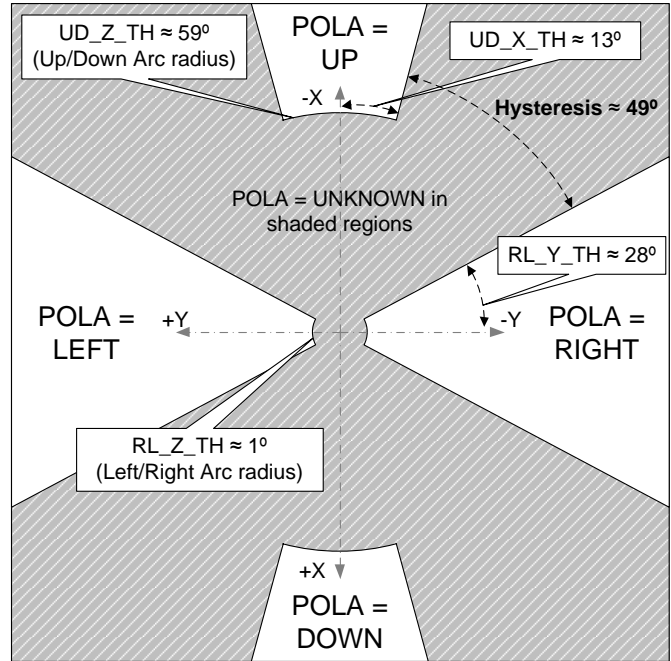 UD_Z_TH ≈ 59º
(Up/Down Arc radius)
POLA =
UP
UD_X_TH ≈ 13º
-X
Hysteresis ≈ 49º
POLA = UNKNOWN in
shaded regions
RL_Y_TH ≈ 28º
POLA =
LEFT
+Y
-Y
POLA =
RIGHT
RL_Z_TH ≈ 1º
(Left/Right Arc radius)
+X
POLA =
DOWN